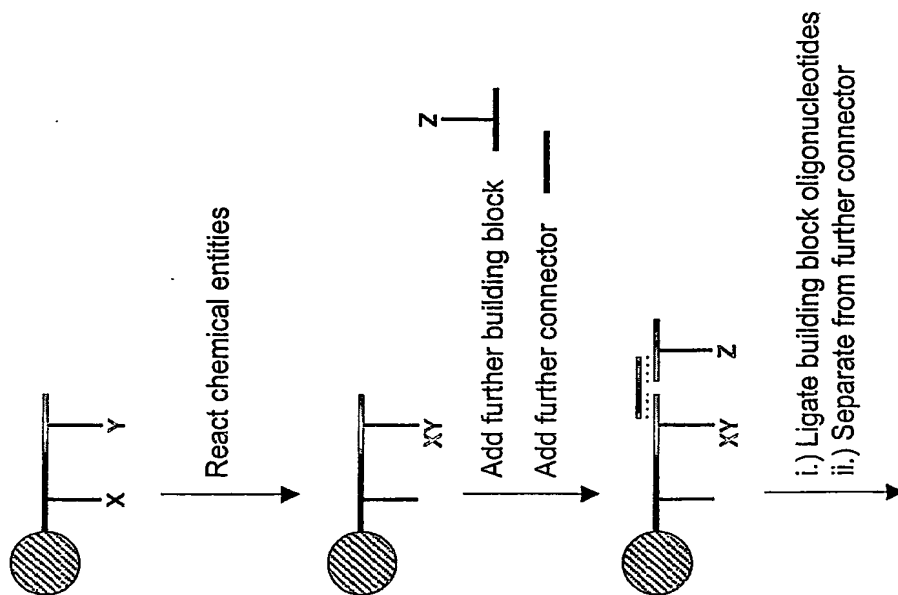 X
Y
React chemical entities
XY
Z
Add further building block
Add further connector
XY
Z
i.) Ligate building block oligonucleotides
ii.) Separate from further connector